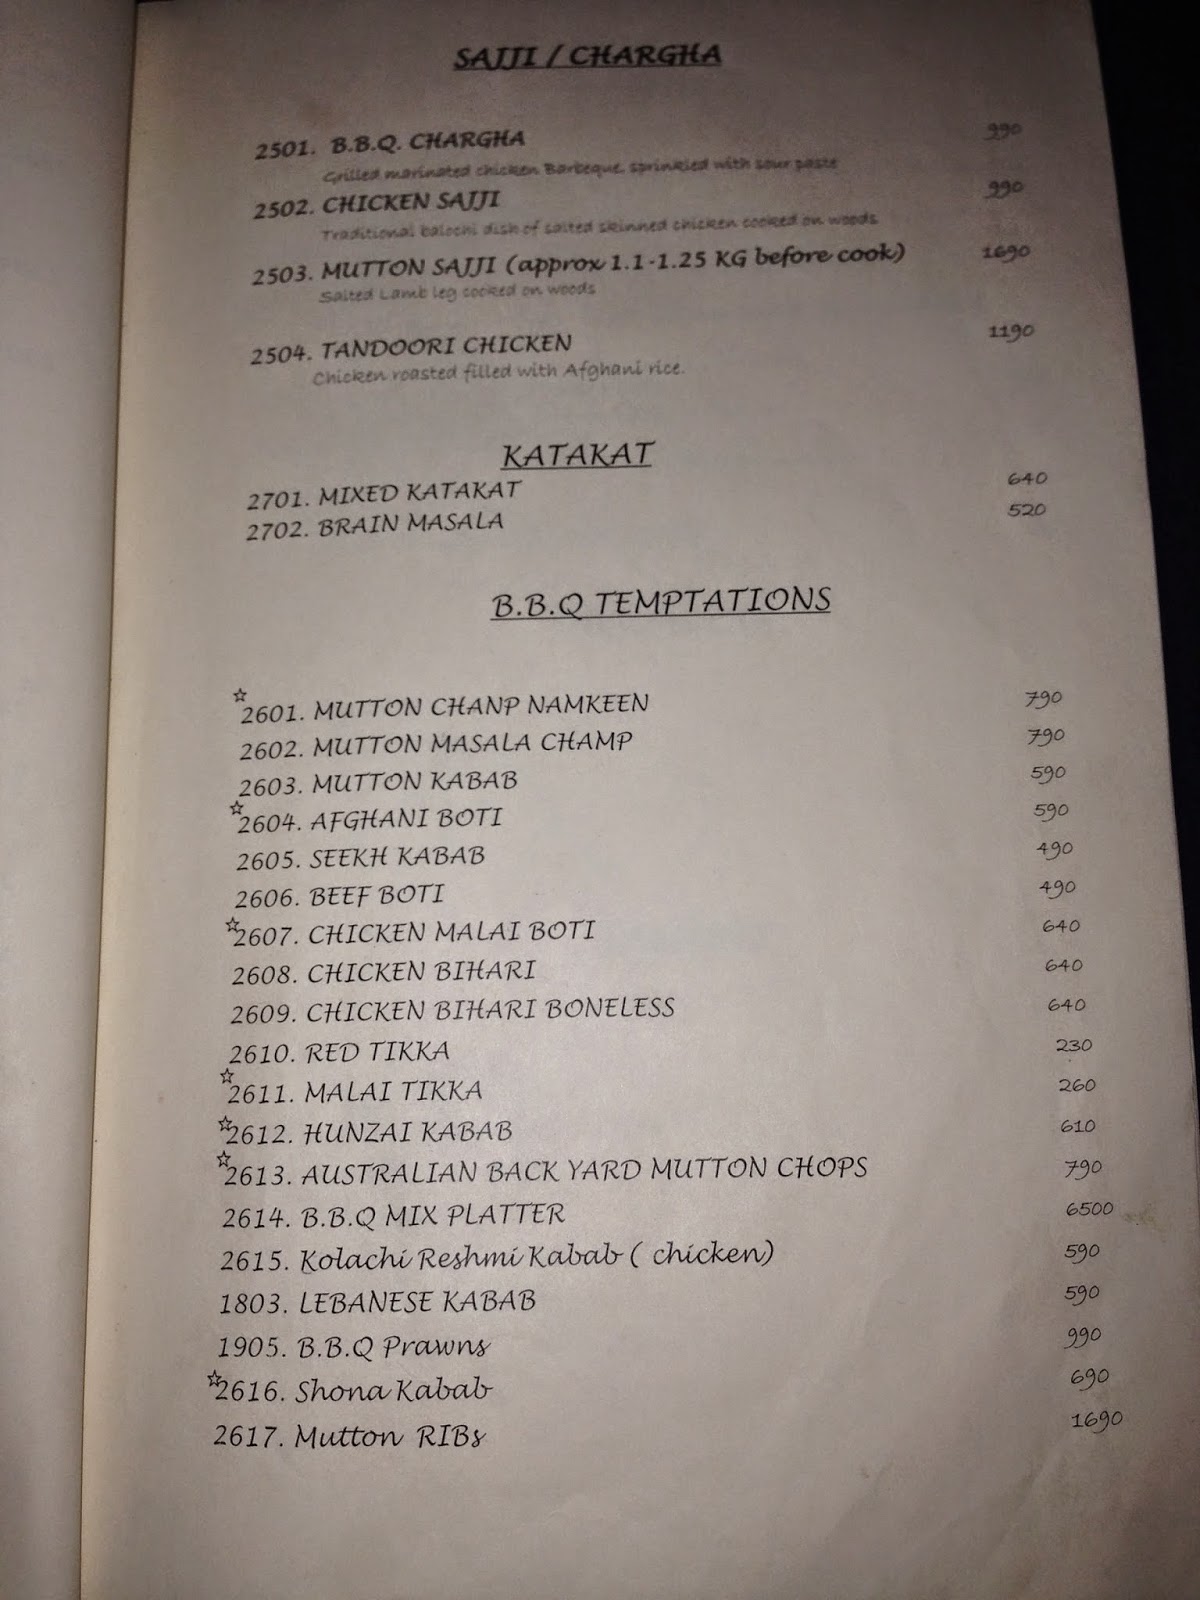 SAJJI / CHARGHA
2501. B.B.Q. CHARGHA 990
Grilled marinated chicken Barbeque, sprinkled with sour paste
2502. CHICKEN SAJJI 990
Traditional balochi dish of salted skinned chicken cooked on woods
2503. MUTTON SAJJI (approx 1.1-1.25 KG before cook) 1690
Salted Lamb leg cooked on woods
2504. TANDOORI CHICKEN 1190
Chicken roasted filled with Afghani rice.
KATAKAT
2701. MIXED KATAKAT 640
2702. BRAIN MASALA 520
B.B.Q TEMPTATIONS
☆2601. MUTTON CHANP NAMKEEN 790
2602. MUTTON MASALA CHAMP 790
2603. MUTTON KABAB 590
☆2604. AFGHANI BOTI 590
2605. SEEKH KABAB 490
2606. BEEF BOTI 490
☆2607. CHICKEN MALAI BOTI 640
2608. CHICKEN BIHARI 640
2609. CHICKEN BIHARI BONELESS 640
2610. RED TIKKA 230
☆2611. MALAI TIKKA 260
☆2612. HUNZAI KABAB 610
☆2613. AUSTRALIAN BACK YARD MUTTON CHOPS 790
2614. B.B.Q MIX PLATTER 6500
2615. Kolachi Reshmi Kabab ( chicken) 590
1803. LEBANESE KABAB 590
1905. B.B.Q Prawns 990
☆2616. Shona Kabab 690
2617. Mutton RIBs 1690